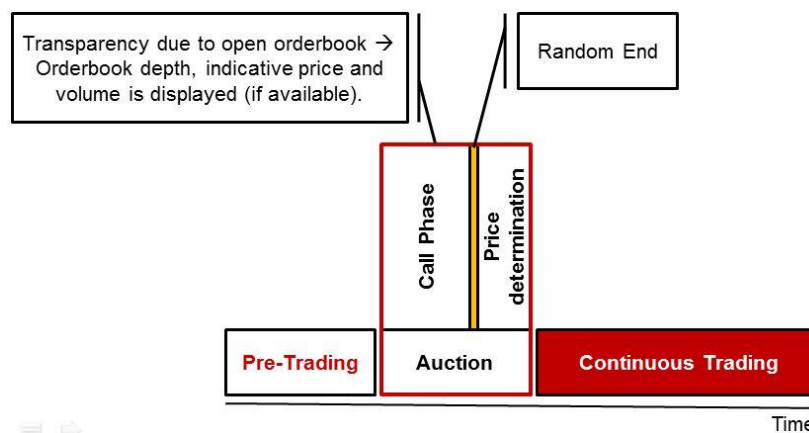 Transparency due to open orderbook →
Orderbook depth, indicative price and
volume is displayed (if available).
Random End
Call Phase
Price
determination
Pre-Trading
Auction
Continuous Trading
Time